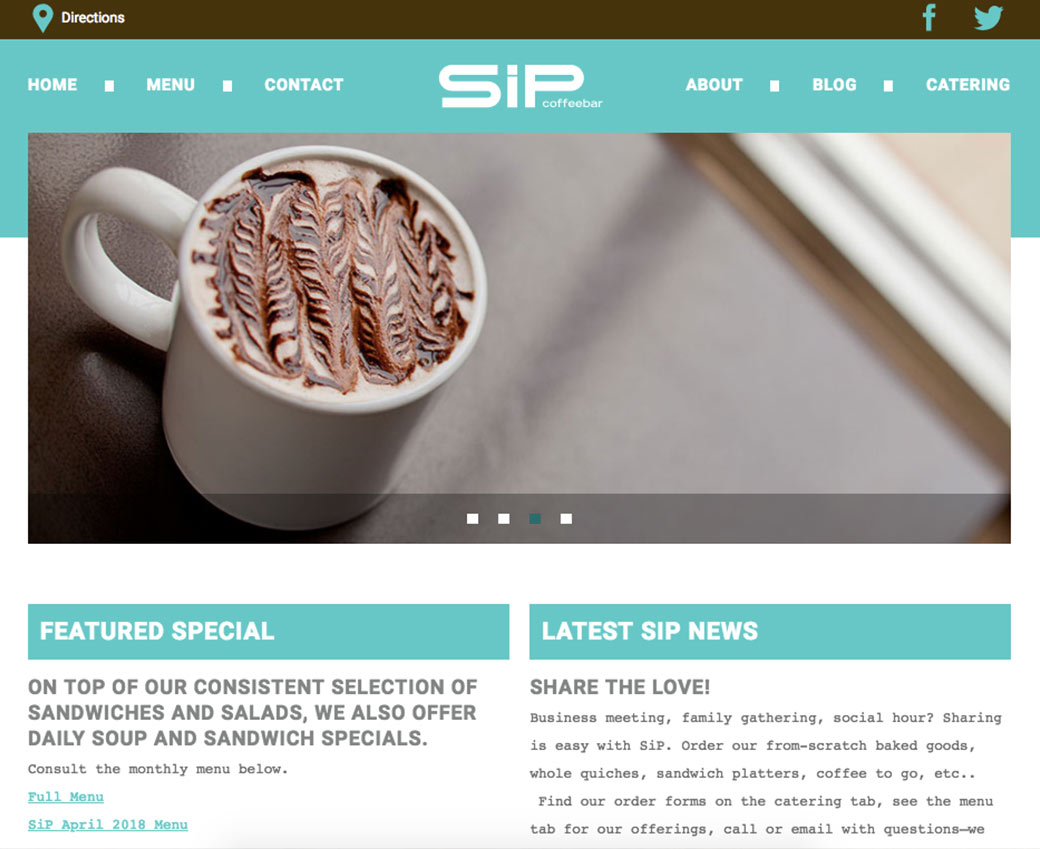 Directions
HOME MENU CONTACT SiP coffeebar ABOUT BLOG CATERING
FEATURED SPECIAL
ON TOP OF OUR CONSISTENT SELECTION OF
SANDWICHES AND SALADS, WE ALSO OFFER
DAILY SOUP AND SANDWICH SPECIALS.
Consult the monthly menu below.
Full Menu
SiP April 2018 Menu
LATEST SIP NEWS
SHARE THE LOVE!
Business meeting, family gathering, social hour? Sharing
is easy with SiP. Order our from-scratch baked goods,
whole quiches, sandwich platters, coffee to go, etc..
Find our order forms on the catering tab, see the menu
tab for our offerings, call or email with questions—we